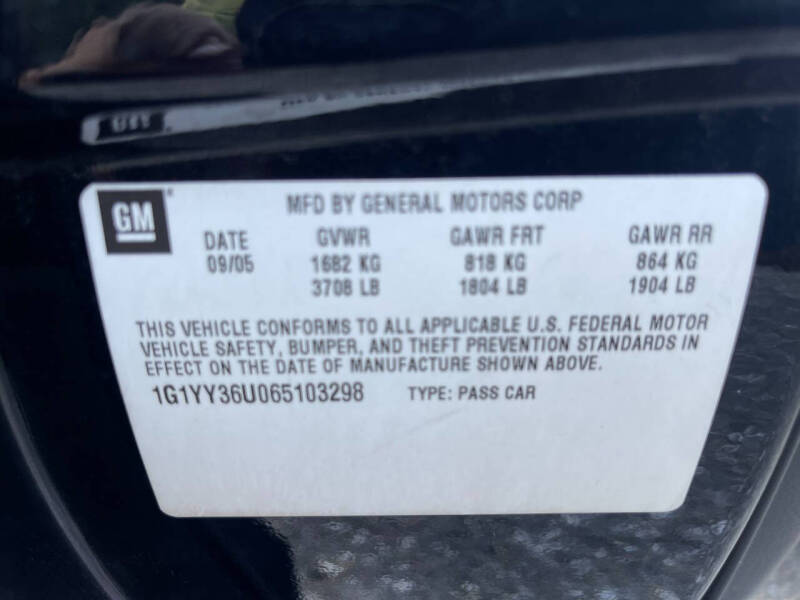 GM
MFD BY GENERAL MOTORS CORP
DATE GVWR GAWR FRT GAWR RR
09/05 1682 KG 818 KG 864 KG
3708 LB 1804 LB 1904 LB
THIS VEHICLE CONFORMS TO ALL APPLICABLE U.S. FEDERAL MOTOR
VEHICLE SAFETY, BUMPER, AND THEFT PREVENTION STANDARDS IN
EFFECT ON THE DATE OF MANUFACTURE SHOWN ABOVE.
1G1YY36U065103298 TYPE: PASS CAR